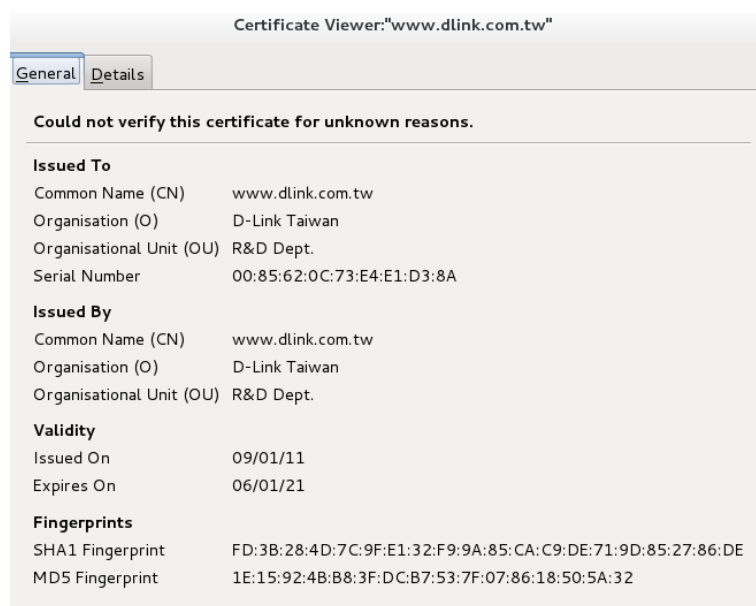 Certificate Viewer:"www.dlink.com.tw"
General Details
Could not verify this certificate for unknown reasons.
Issued To
Common Name (CN) www.dlink.com.tw
Organisation (O) D-Link Taiwan
Organisational Unit (OU) R&D Dept.
Serial Number 00:85:62:0C:73:E4:E1:D3:8A
Issued By
Common Name (CN) www.dlink.com.tw
Organisation (O) D-Link Taiwan
Organisational Unit (OU) R&D Dept.
Validity
Issued On 09/01/11
Expires On 06/01/21
Fingerprints
SHA1 Fingerprint FD:3B:28:4D:7C:9F:E1:32:F9:9A:85:CA:C9:DE:71:9D:85:27:86:DE
MD5 Fingerprint 1E:15:92:4B:B8:3F:DC:B7:53:7F:07:86:18:50:5A:32